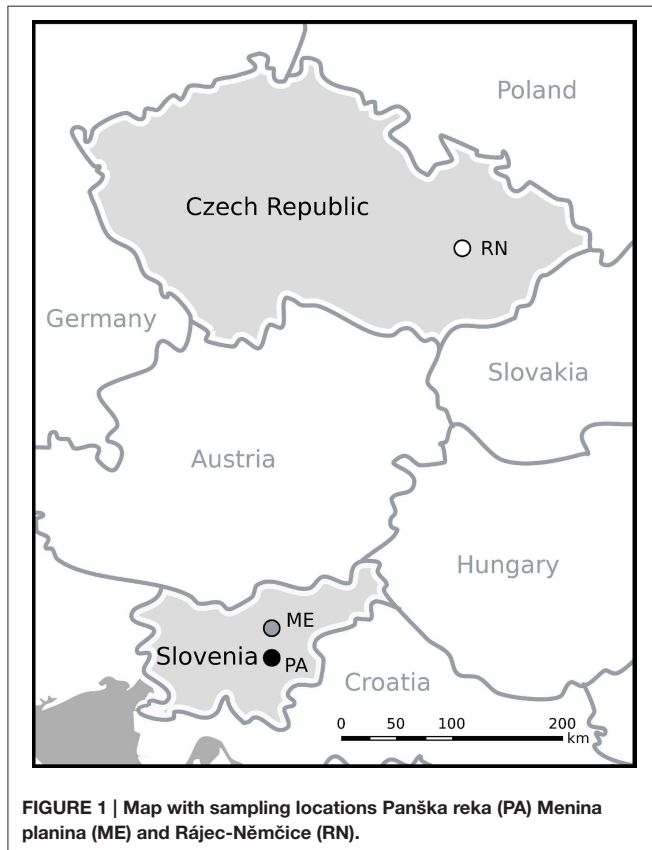 Poland
Czech Republic
RN
Germany
Slovakia
Austria
Hungary
ME
Slovenia
PA
Croatia
0 50 100 200
km
FIGURE 1 | Map with sampling locations Panška reka (PA) Menina
planina (ME) and Rájec-Němčice (RN).